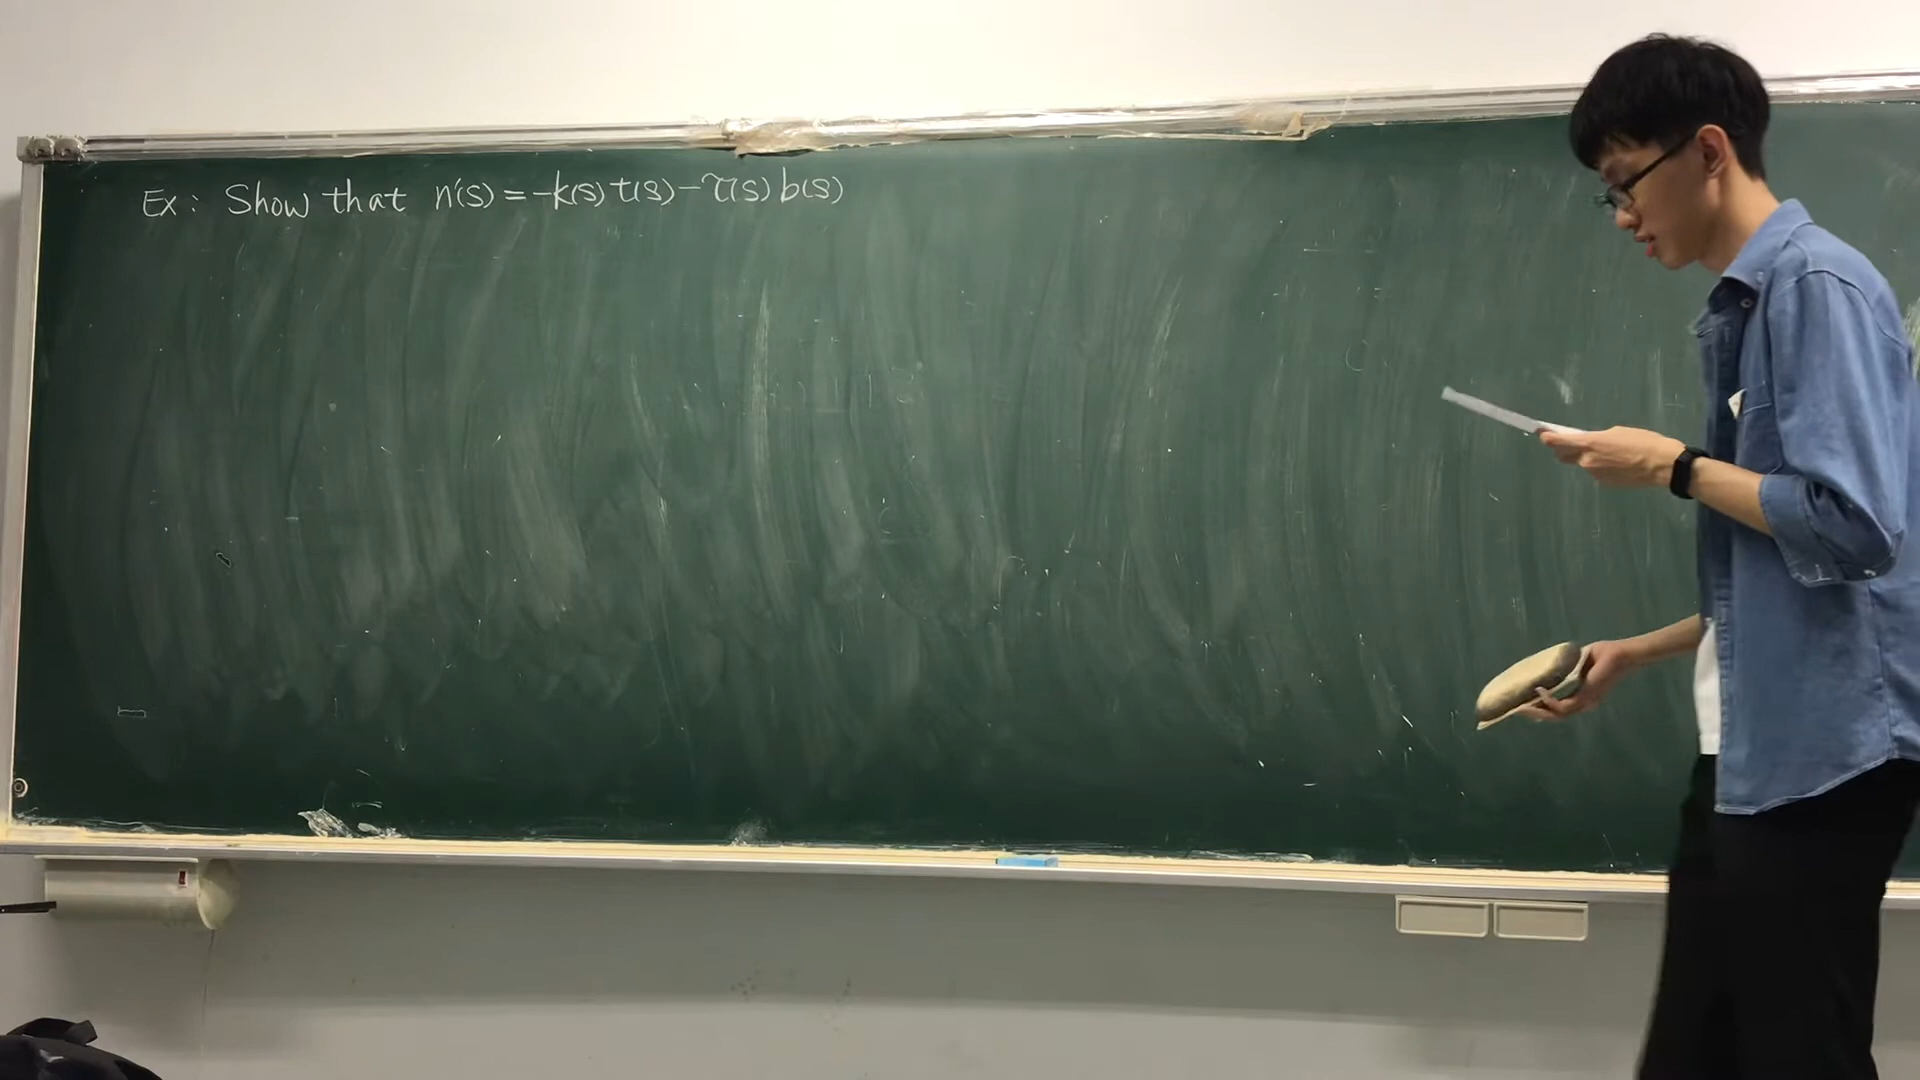 Ex: Show that n'(s) = -k(s) t(s) - τ(s) b(s)